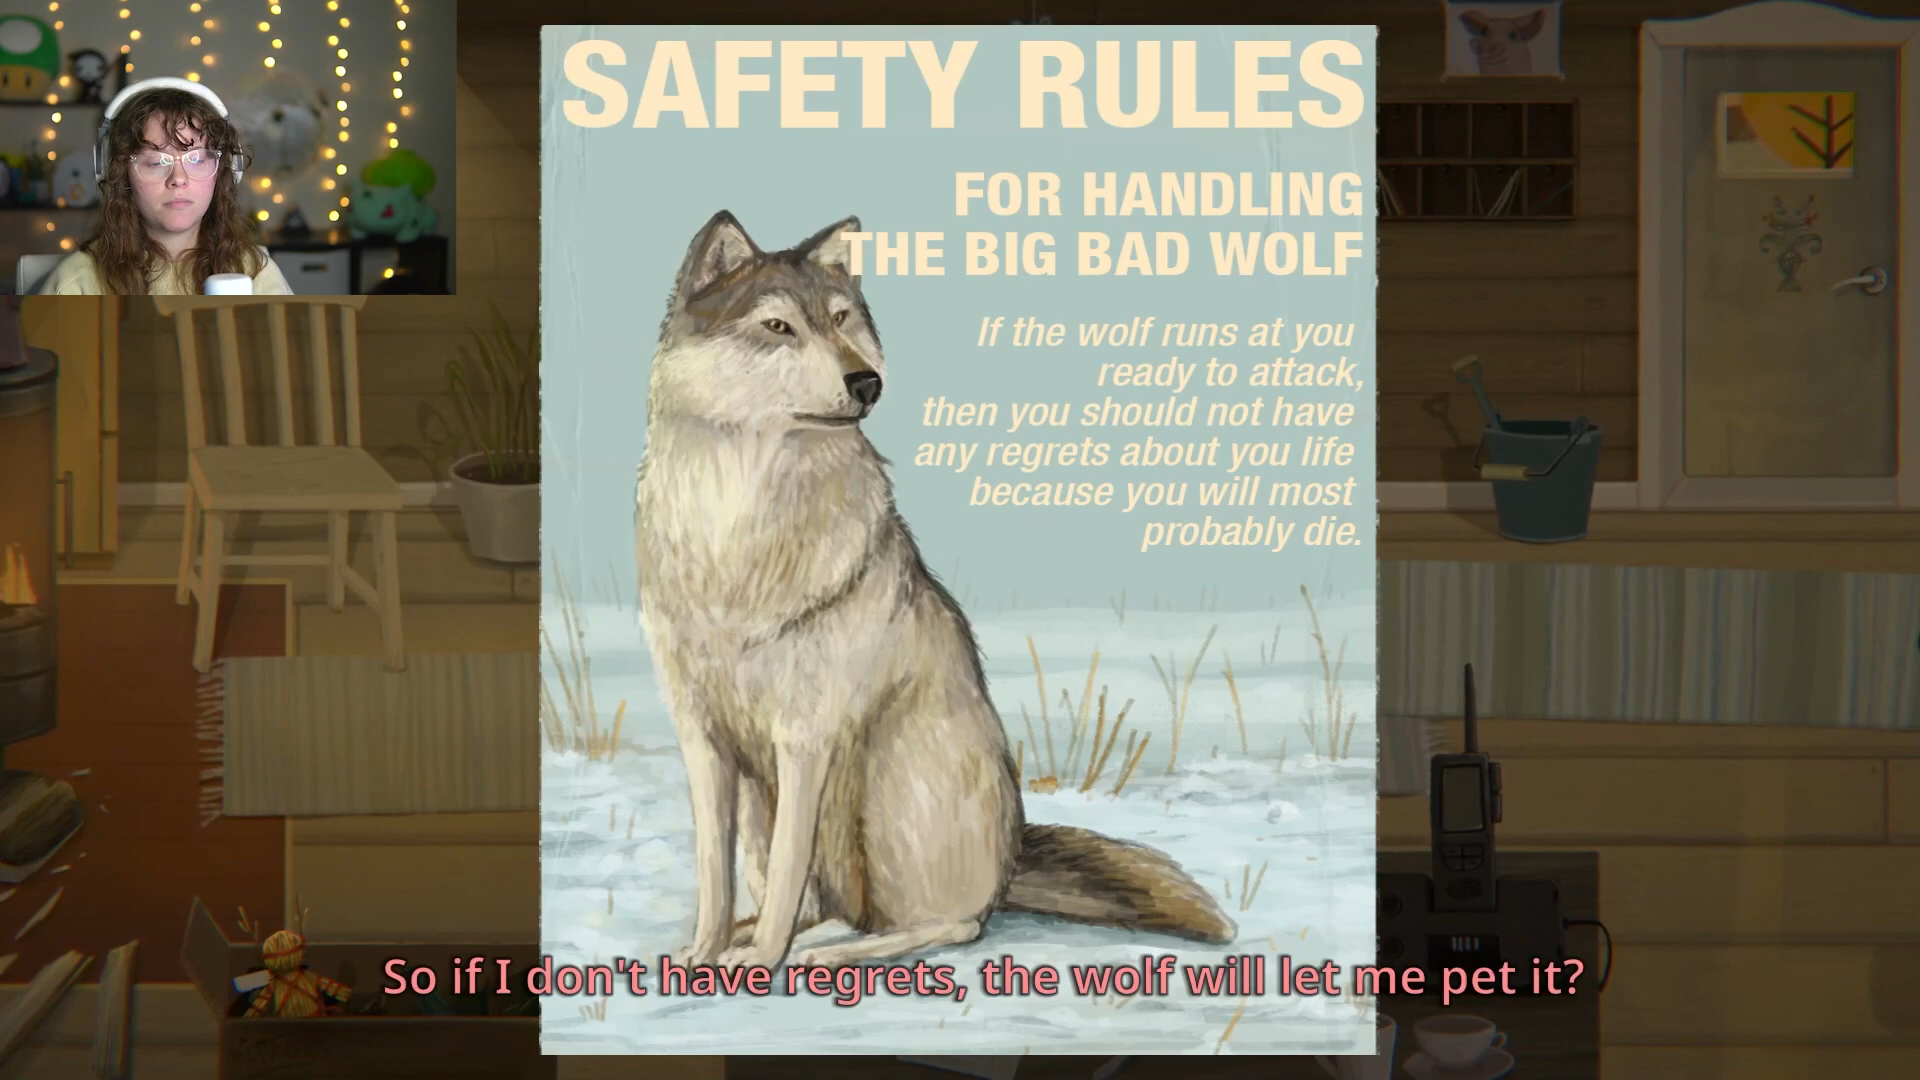 SAFETY RULES
FOR HANDLING
THE BIG BAD WOLF
If the wolf runs at you
ready to attack,
then you should not have
any regrets about you life
because you will most
probably die.
So if I don't have regrets, the wolf will let me pet it?